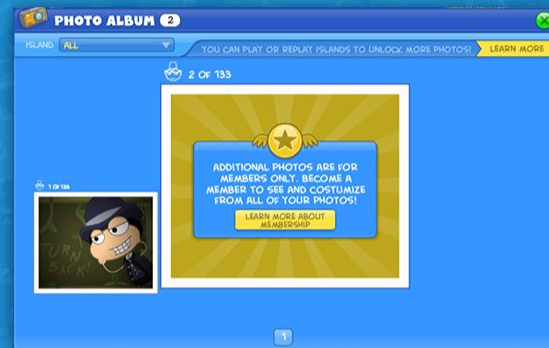 PHOTO ALBUM 2
ISLAND ALL
YOU CAN PLAY OR REPLAY ISLANDS TO UNLOCK MORE PHOTOS! LEARN MORE
2 OF 133
ADDITIONAL PHOTOS ARE FOR
MEMBERS ONLY. BECOME A
MEMBER TO SEE AND COSTUMIZE
FROM ALL OF YOUR PHOTOS!
LEARN MORE ABOUT
MEMBERSHIP
1 OF 133
TURN
BACK!
1